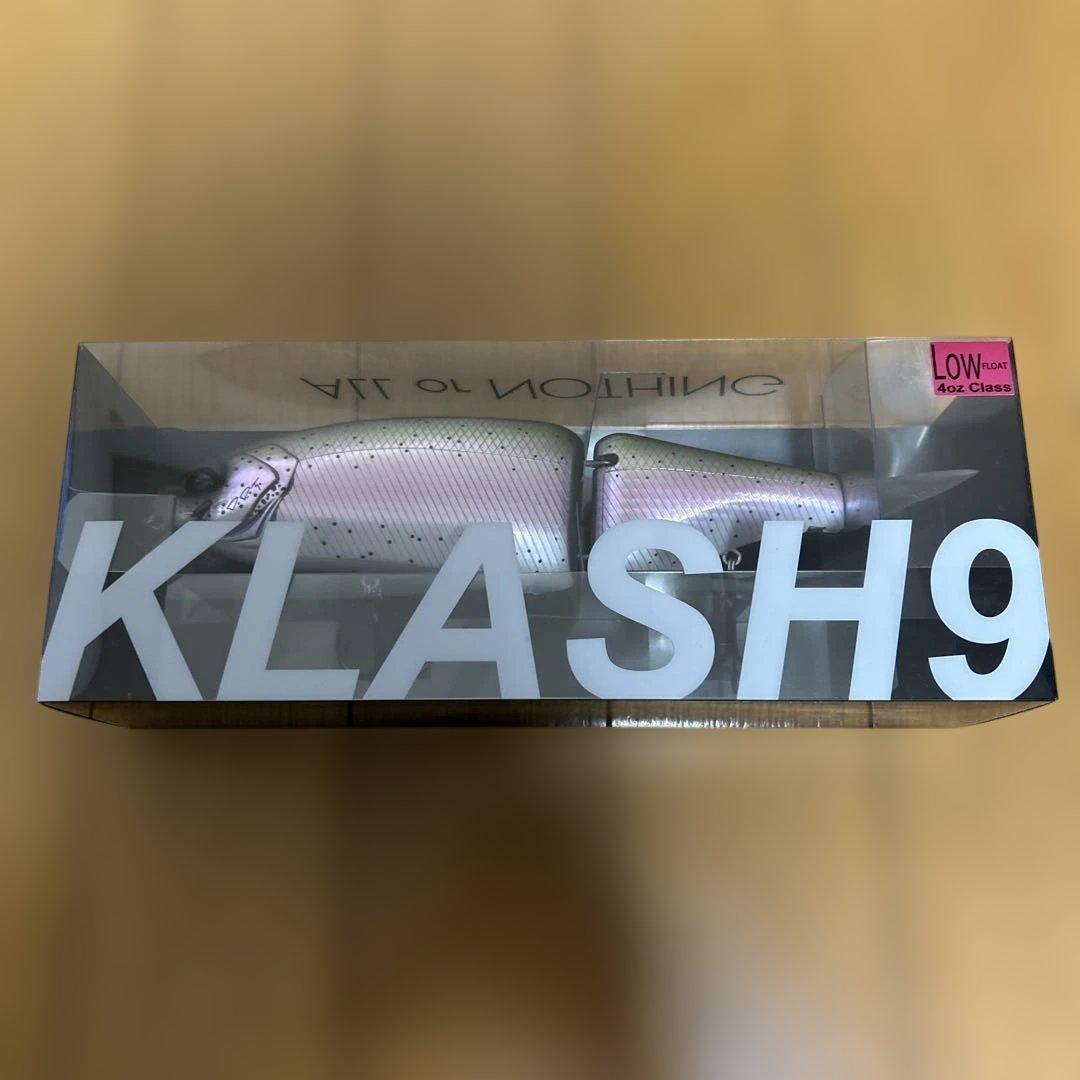 LOW FLOAT
4oz Class
ALL or NOTHING
KLASH9